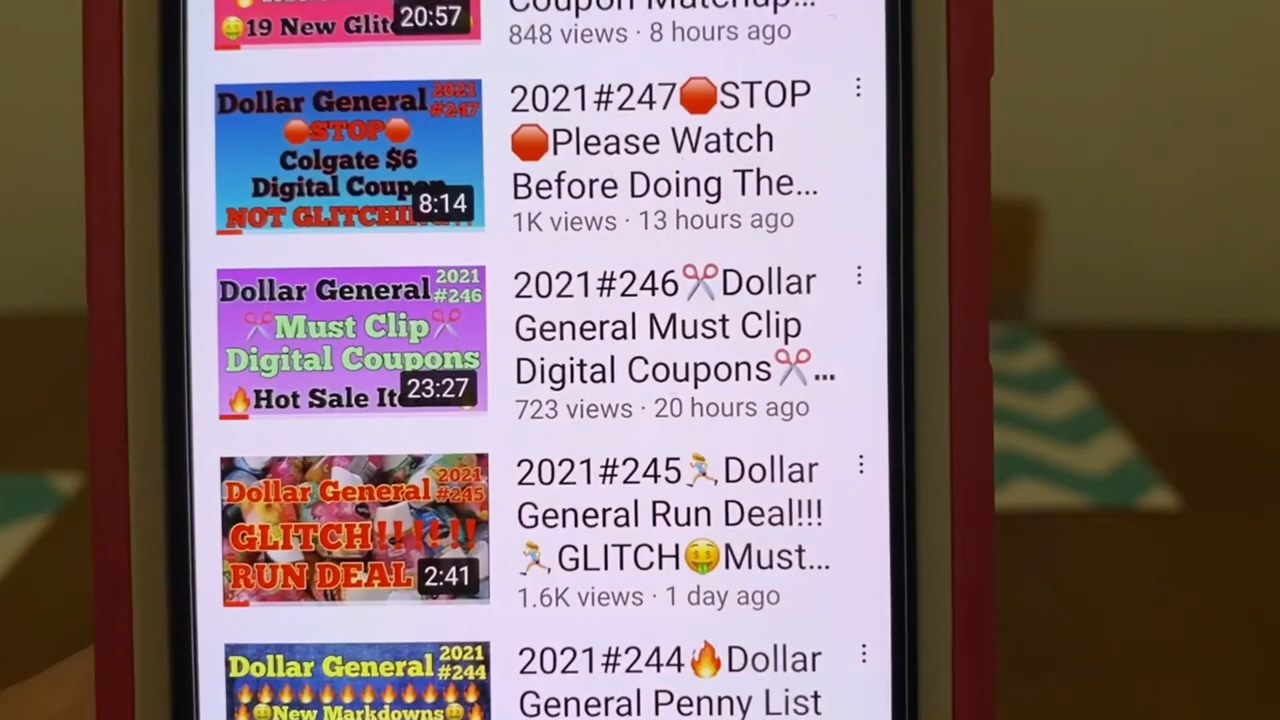 Coupon Matchup...
19 New Glit
20:57
848 views · 8 hours ago
Dollar General 2021
#247
🛑STOP🛑
Colgate $6
Digital Coupon
NOT GLITCHING
8:14
2021#247🛑STOP
🛑Please Watch
Before Doing The...
1K views · 13 hours ago
Dollar General 2021
#246
✂️Must Clip✂️
Digital Coupons
🔥Hot Sale Ite
23:27
2021#246✂️Dollar
General Must Clip
Digital Coupons✂️...
723 views · 20 hours ago
Dollar General 2021
#245
GLITCH‼️‼️‼️
RUN DEAL
2:41
2021#245🏃‍♀️Dollar
General Run Deal!!!
🏃‍♀️GLITCH🤑Must...
1.6K views · 1 day ago
Dollar General 2021
#244
🔥🔥🔥🔥🔥🔥🔥🔥🔥🔥
🤑New Markdowns🤑
2021#244🔥Dollar
General Penny List